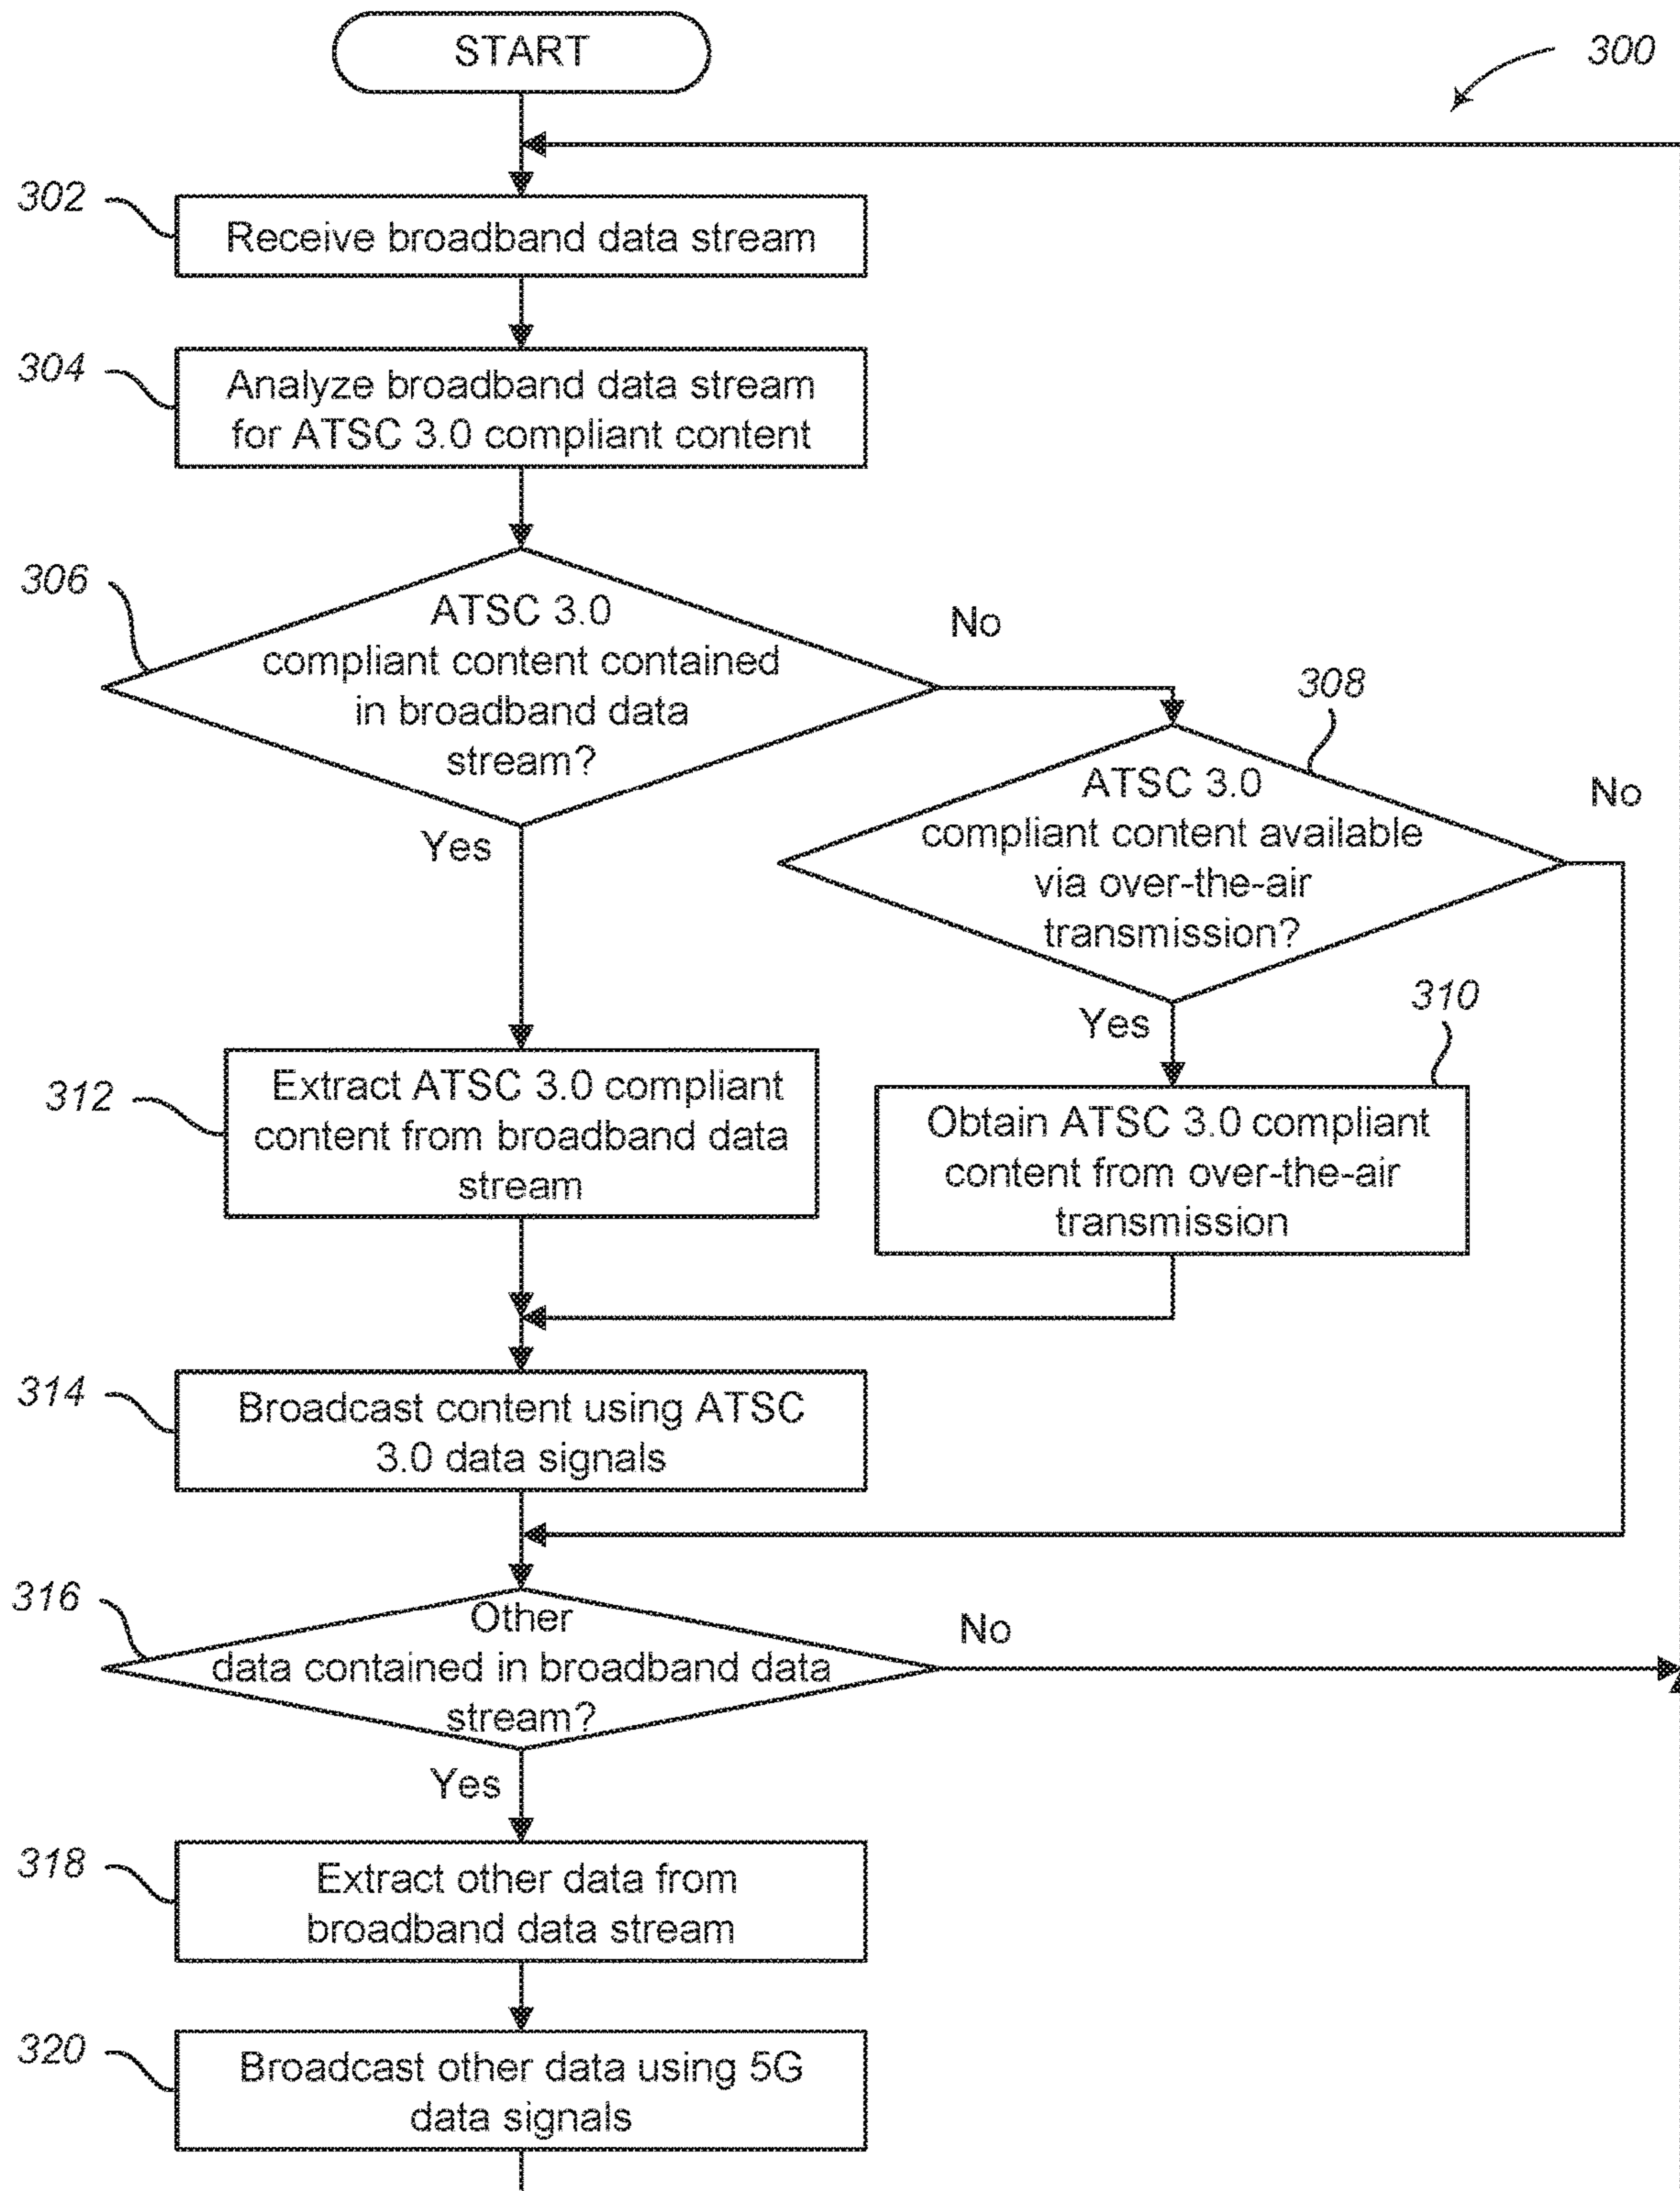 START
300
302
Receive broadband data stream
304
Analyze broadband data stream
for ATSC 3.0 compliant content
306
ATSC 3.0
compliant content contained
in broadband data
stream?
No
Yes
308
ATSC 3.0
compliant content available
via over-the-air
transmission?
No
Yes
310
Obtain ATSC 3.0 compliant
content from over-the-air
transmission
312
Extract ATSC 3.0 compliant
content from broadband data
stream
314
Broadcast content using ATSC
3.0 data signals
316
Other
data contained in broadband data
stream?
No
Yes
318
Extract other data from
broadband data stream
320
Broadcast other data using 5G
data signals